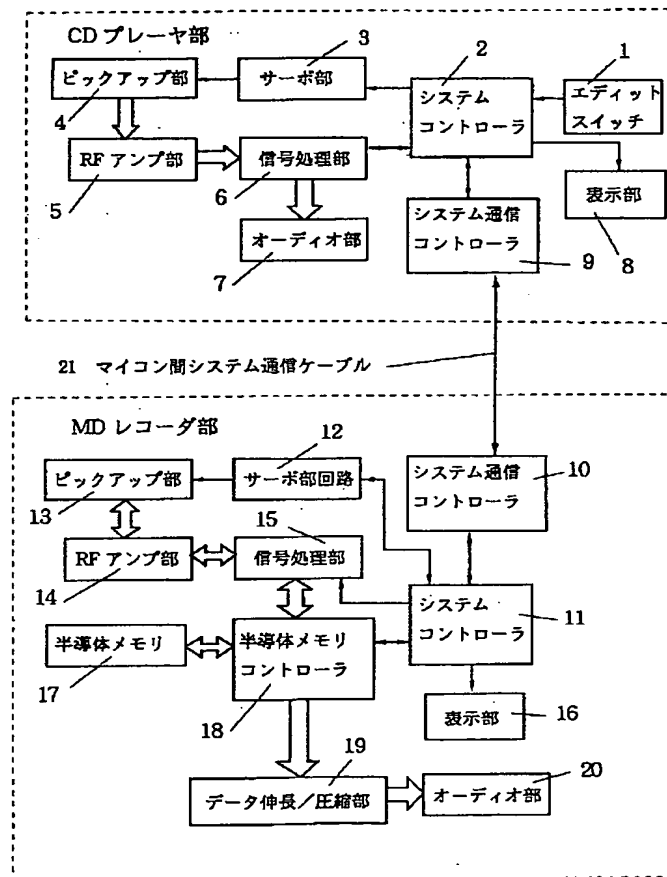 CD プレーヤ部
3
2
1
ピックアップ部
サーボ部
システム
コントローラ
エディット
スイッチ
4
RF アンプ部
信号処理部
5
6
表示部
システム通信
コントローラ
オーディオ部
8
9
7
21 マイコン間システム通信ケーブル
MD レコーダ部
12
10
ピックアップ部
サーボ部回路
システム通信
コントローラ
13
15
RF アンプ部
信号処理部
14
システム
コントローラ
11
半導体メモリ
半導体メモリ
コントローラ
17
18
表示部
16
19
20
データ伸長／圧縮部
オーディオ部